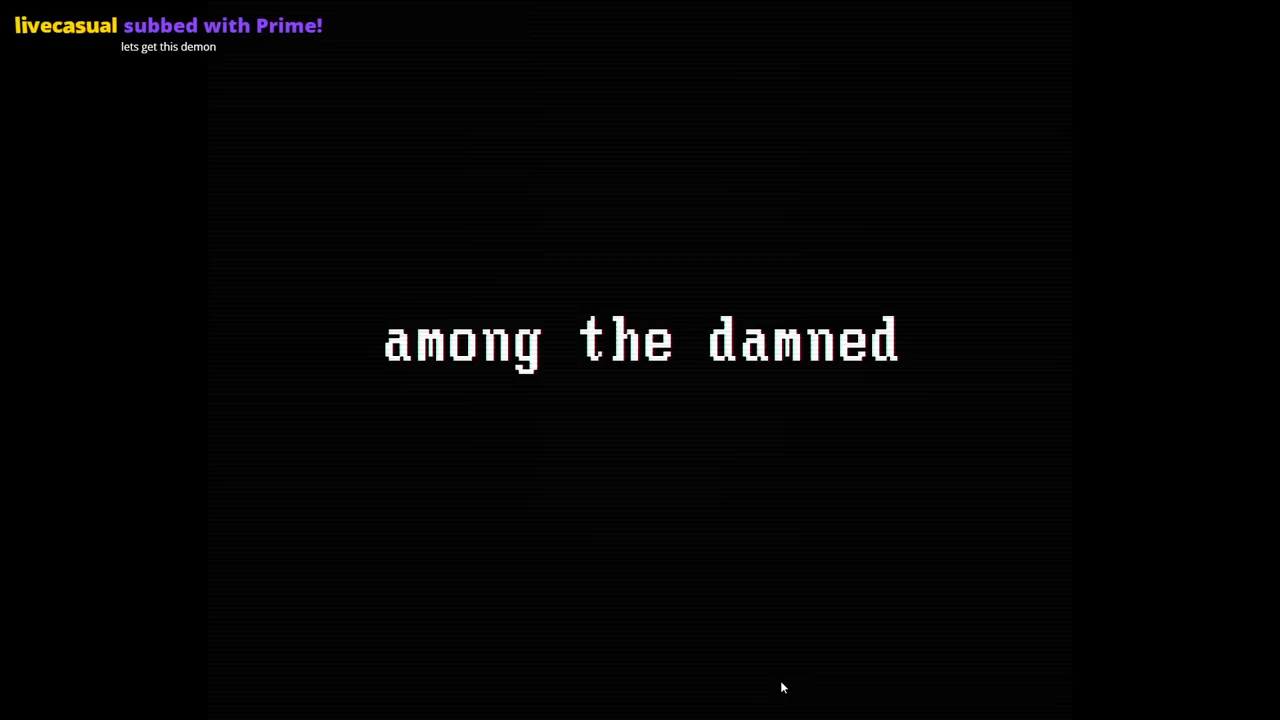 livecasual subbed with Prime!
lets get this demon
among the damned